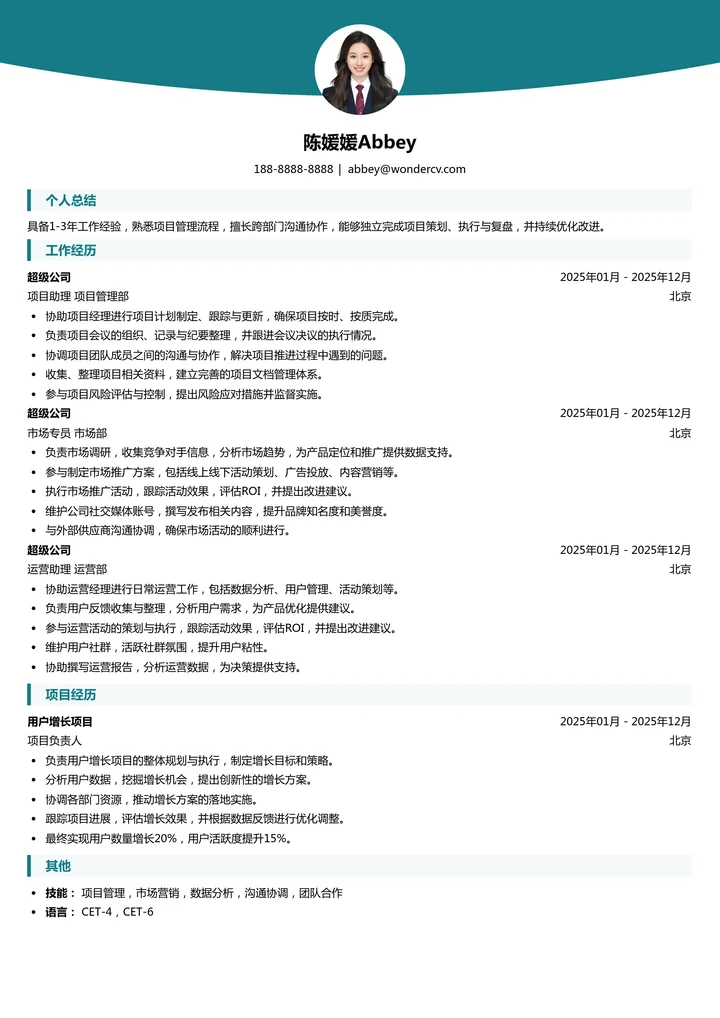 陈媛媛Abbey
188-8888-8888 | abbey@wondercv.com
个人总结
具备1-3年工作经验，熟悉项目管理流程，擅长跨部门沟通协作，能够独立完成项目策划、执行与复盘，并持续优化改进。
工作经历
超级公司 2025年01月 - 2025年12月
项目助理 项目管理部 北京
• 协助项目经理进行项目计划制定、跟踪与更新，确保项目按时、按质完成。
• 负责项目会议的组织、记录与纪要整理，并跟进会议决议的执行情况。
• 协调项目团队成员之间的沟通与协作，解决项目推进过程中遇到的问题。
• 收集、整理项目相关资料，建立完善的项目文档管理体系。
• 参与项目风险评估与控制，提出风险应对措施并监督实施。
超级公司 2025年01月 - 2025年12月
市场专员 市场部 北京
• 负责市场调研，收集竞争对手信息，分析市场趋势，为产品定位和推广提供数据支持。
• 参与制定市场推广方案，包括线上线下活动策划、广告投放、内容营销等。
• 执行市场推广活动，跟踪活动效果，评估ROI，并提出改进建议。
• 维护公司社交媒体账号，撰写发布相关内容，提升品牌知名度和美誉度。
• 与外部供应商沟通协调，确保市场活动的顺利进行。
超级公司 2025年01月 - 2025年12月
运营助理 运营部 北京
• 协助运营经理进行日常运营工作，包括数据分析、用户管理、活动策划等。
• 负责用户反馈收集与整理，分析用户需求，为产品优化提供建议。
• 参与运营活动的策划与执行，跟踪活动效果，评估ROI，并提出改进建议。
• 维护用户社群，活跃社群氛围，提升用户粘性。
• 协助撰写运营报告，分析运营数据，为决策提供支持。
项目经历
用户增长项目 2025年01月 - 2025年12月
项目负责人 北京
• 负责用户增长项目的整体规划与执行，制定增长目标和策略。
• 分析用户数据，挖掘增长机会，提出创新性的增长方案。
• 协调各部门资源，推动增长方案的落地实施。
• 跟踪项目进展，评估增长效果，并根据数据反馈进行优化调整。
• 最终实现用户数量增长20%，用户活跃度提升15%。
其他
• 技能： 项目管理，市场营销，数据分析，沟通协调，团队合作
• 语言： CET-4，CET-6